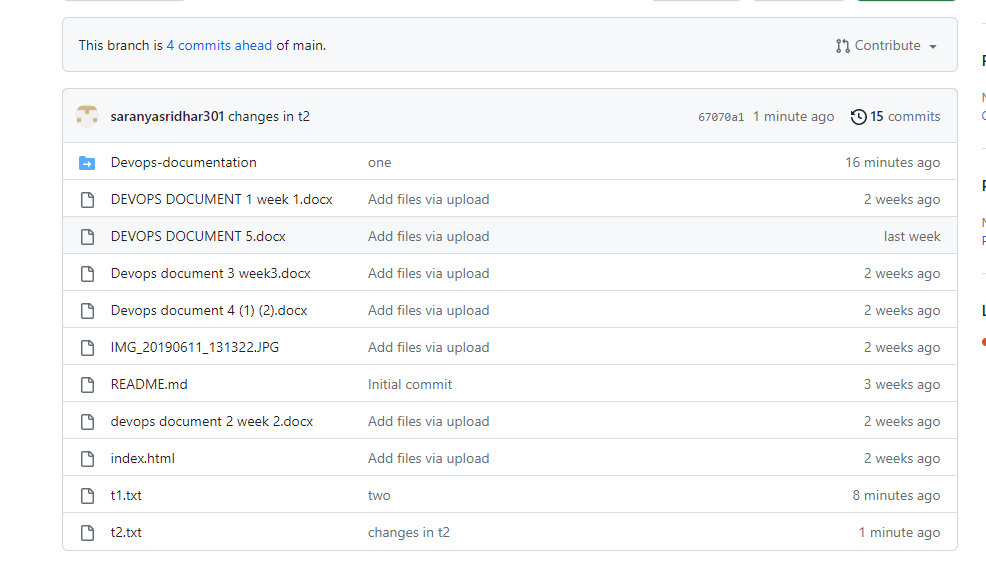 This branch is 4 commits ahead of main.
Contribute
saranyasridhar301 changes in t2 67070a1 1 minute ago 15 commits
Devops-documentation one 16 minutes ago
DEVOPS DOCUMENT 1 week 1.docx Add files via upload 2 weeks ago
DEVOPS DOCUMENT 5.docx Add files via upload last week
Devops document 3 week3.docx Add files via upload 2 weeks ago
Devops document 4 (1) (2).docx Add files via upload 2 weeks ago
IMG_20190611_131322.JPG Add files via upload 2 weeks ago
README.md Initial commit 3 weeks ago
devops document 2 week 2.docx Add files via upload 2 weeks ago
index.html Add files via upload 2 weeks ago
t1.txt two 8 minutes ago
t2.txt changes in t2 1 minute ago